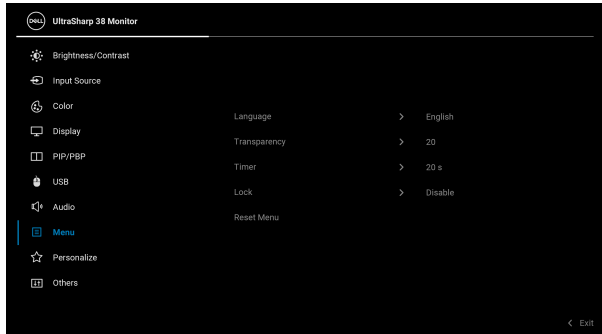 DELL UltraSharp 38 Monitor
Brightness/Contrast
Input Source
Color
Display
PIP/PBP
USB
Audio
Menu
Personalize
Others
Language > English
Transparency > 20
Timer > 20 s
Lock > Disable
Reset Menu
< Exit